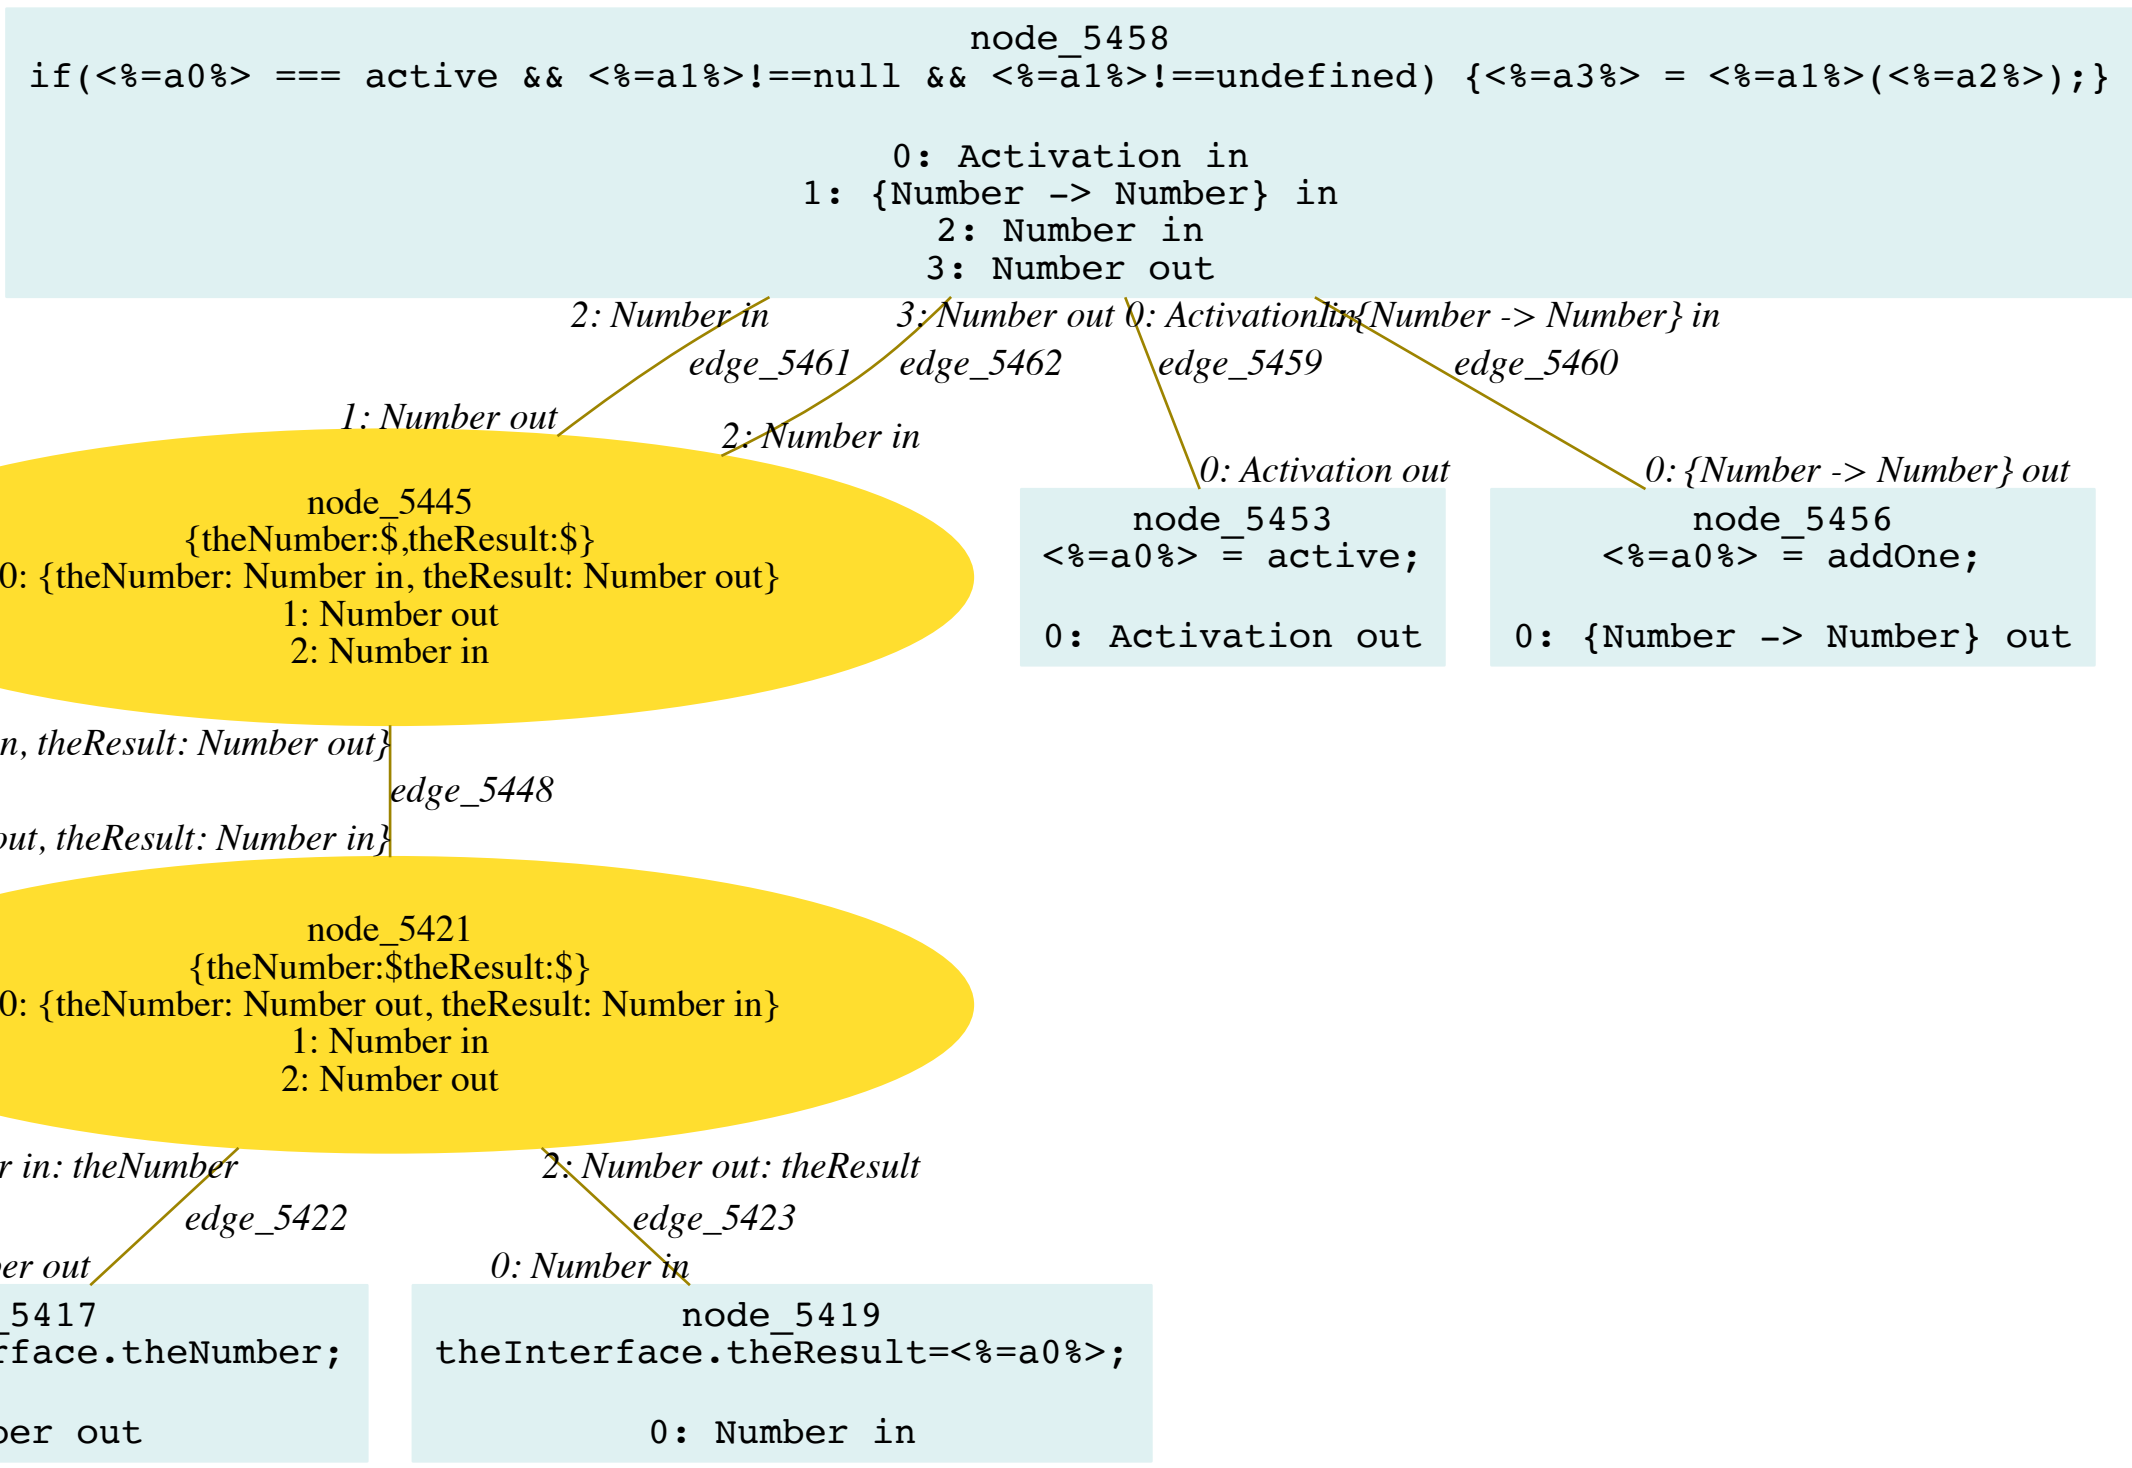 node_5458
if(<%=a0%> === active && <%=a1%>!==null && <%=a1%>!==undefined) {<%=a3%> = <%=a1%>(<%=a2%>);}
0: Activation in
1: {Number -> Number} in
2: Number in
3: Number out
2: Number in
3: Number out
0: Activation in
1: {Number -> Number} in
edge_5461
edge_5462
edge_5459
edge_5460
1: Number out
2: Number in
0: Activation out
0: {Number -> Number} out
node_5445
{theNumber:$,theResult:$}
0: {theNumber: Number in, theResult: Number out}
1: Number out
2: Number in
node_5453
<%=a0%> = active;
0: Activation out
node_5456
<%=a0%> = addOne;
0: {Number -> Number} out
n, theResult: Number out}
edge_5448
out, theResult: Number in}
node_5421
{theNumber:$theResult:$}
0: {theNumber: Number out, theResult: Number in}
1: Number in
2: Number out
r in: theNumber
2: Number out: theResult
edge_5422
edge_5423
er out
0: Number in
_5417
rface.theNumber;
ber out
node_5419
theInterface.theResult=<%=a0%>;
0: Number in